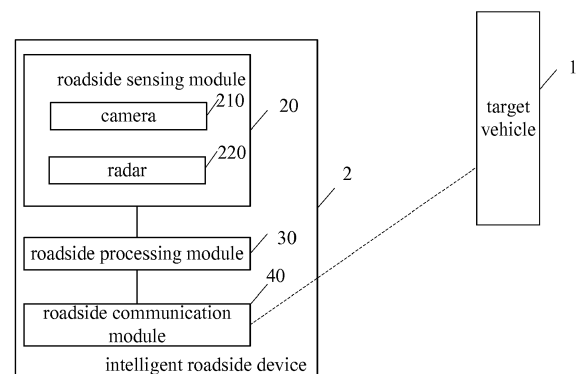 roadside sensing module
210
camera
20
220
radar
2
1
target
vehicle
30
roadside processing module
40
roadside communication
module
intelligent roadside device